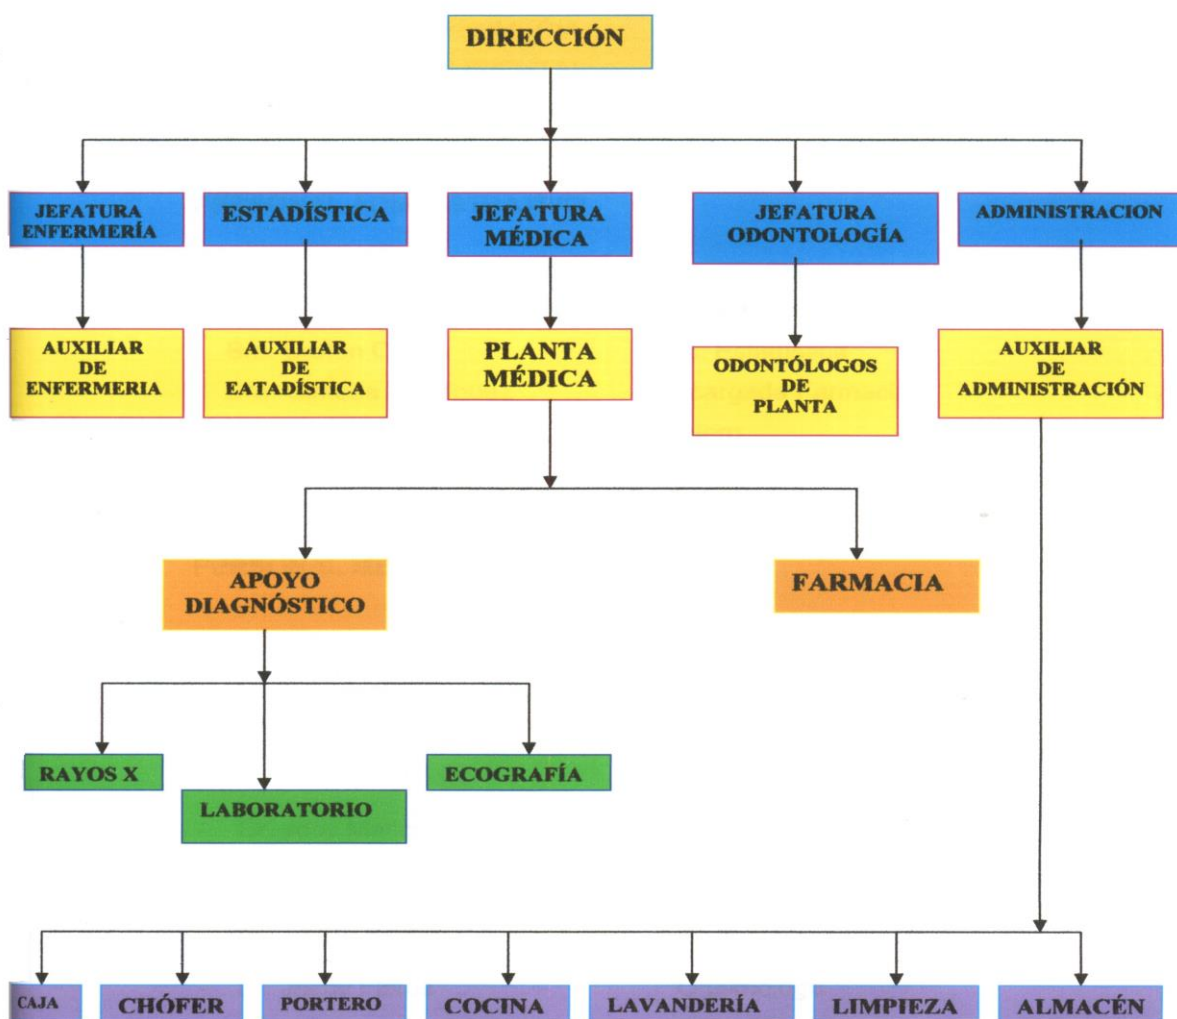 DIRECCIÓN
JEFATURA
ENFERMERÍA
ESTADÍSTICA
JEFATURA
MÉDICA
JEFATURA
ODONTOLOGÍA
ADMINISTRACION
AUXILIAR
DE
ENFERMERIA
AUXILIAR
DE
EATADÍSTICA
PLANTA
MÉDICA
ODONTÓLOGOS
DE
PLANTA
AUXILIAR
DE
ADMINISTRACIÓN
APOYO
DIAGNÓSTICO
FARMACIA
RAYOS X
LABORATORIO
ECOGRAFÍA
CAJA
CHÓFER
PORTERO
COCINA
LAVANDERÍA
LIMPIEZA
ALMACÉN